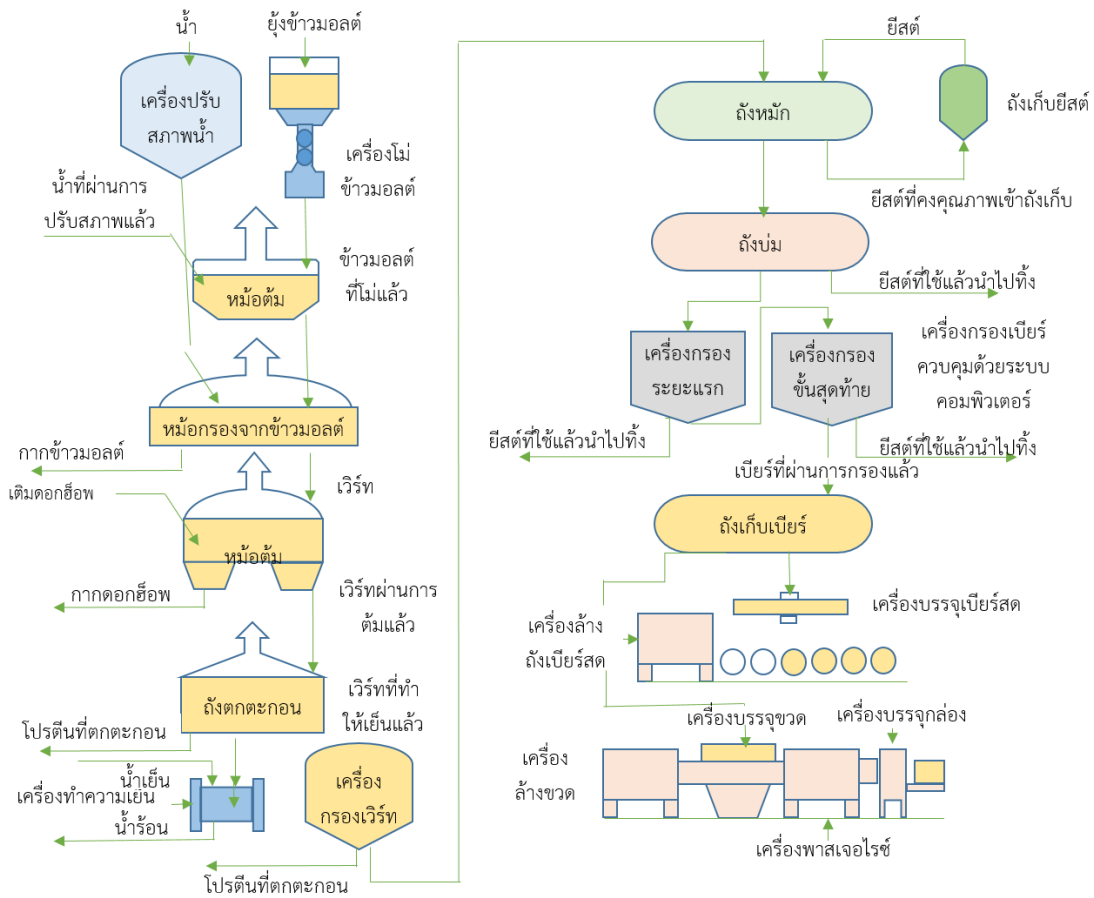 น้ำ
ยุ้งข้าวมอลต์
เครื่องปรับ
สภาพน้ำ
เครื่องโม่
ข้าวมอลต์
น้ำที่ผ่านการ
ปรับสภาพแล้ว
ข้าวมอลต์
ที่โม่แล้ว
หม้อต้ม
หม้อกรองจากข้าวมอลต์
กากข้าวมอลต์
เวิร์ท
เติมดอกฮ็อพ
หม้อต้ม
กากดอกฮ็อพ
เวิร์ทผ่านการ
ต้มแล้ว
ถังตกตะกอน
เวิร์ทที่ทำ
ให้เย็นแล้ว
โปรตีนที่ตกตะกอน
น้ำเย็น
เครื่องทำความเย็น
น้ำร้อน
เครื่อง
กรองเวิร์ท
โปรตีนที่ตกตะกอน
ยีสต์
ถังหมัก
ถังเก็บยีสต์
ยีสต์ที่คงคุณภาพเข้าถังเก็บ
ถังบ่ม
ยีสต์ที่ใช้แล้วนำไปทิ้ง
เครื่องกรอง
ระยะแรก
เครื่องกรอง
ขั้นสุดท้าย
เครื่องกรองเบียร์
ควบคุมด้วยระบบ
คอมพิวเตอร์
ยีสต์ที่ใช้แล้วนำไปทิ้ง
ยีสต์ที่ใช้แล้วนำไปทิ้ง
เบียร์ที่ผ่านการกรองแล้ว
ถังเก็บเบียร์
เครื่องบรรจุเบียร์สด
เครื่องล้าง
ถังเบียร์สด
เครื่องบรรจุขวด
เครื่องบรรจุกล่อง
เครื่อง
ล้างขวด
เครื่องพาสเจอไรซ์